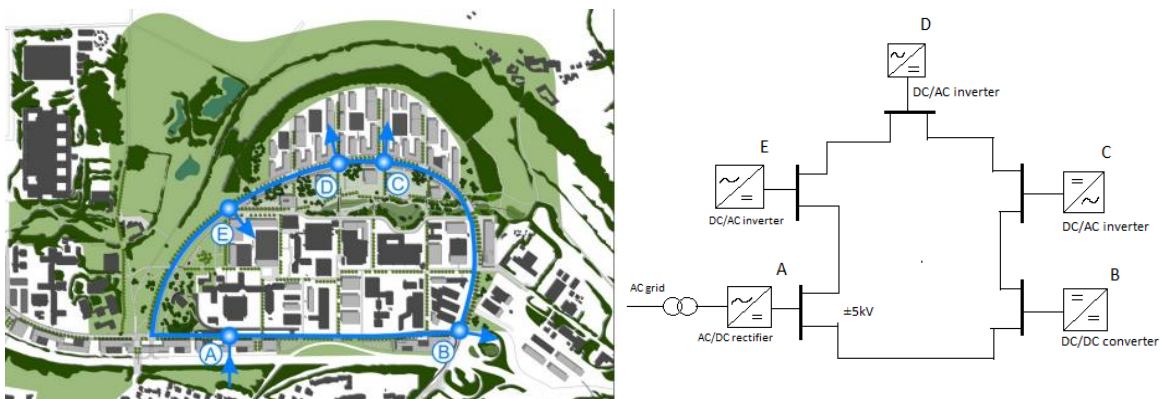 D
C
E
A
B
D
DC/AC inverter
E
DC/AC inverter
C
DC/AC inverter
A
AC grid
AC/DC rectifier
±5kV
B
DC/DC converter